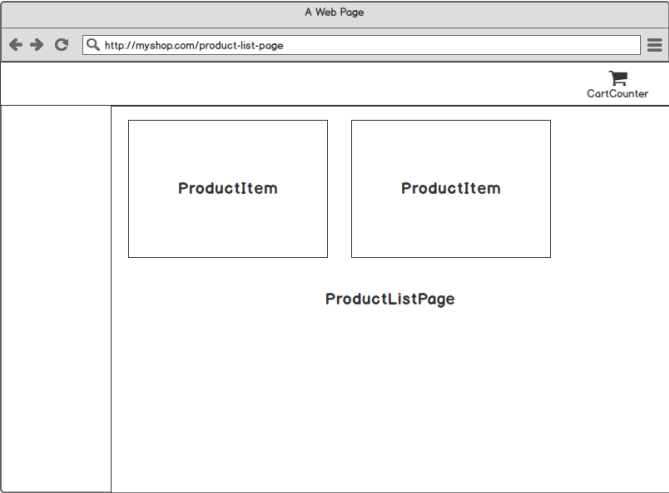 A Web Page
http://myshop.com/product-list-page
CartCounter
ProductItem
ProductItem
ProductListPage